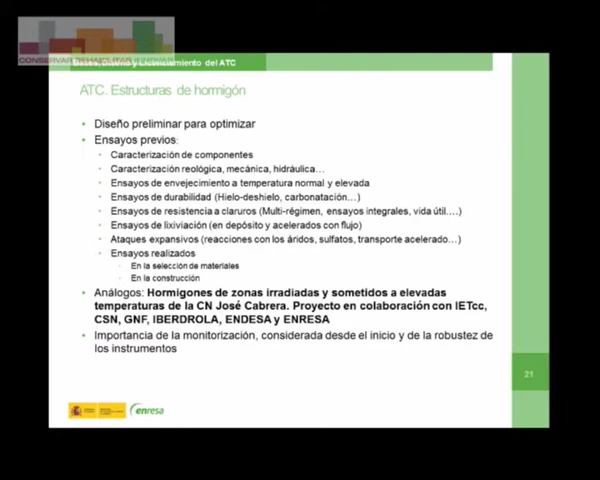 CONSERVAR REHABILITAR
Bases, Diseño y Licenciamiento del ATC
ATC. Estructuras de hormigón
• Diseño preliminar para optimizar
• Ensayos previos:
• Caracterización de componentes
• Caracterización reológica, mecánica, hidráulica…
• Ensayos de envejecimiento a temperatura normal y elevada
• Ensayos de durabilidad (Hielo-deshielo, carbonatación…)
• Ensayos de resistencia a claruros (Multi-régimen, ensayos integrales, vida útil….)
• Ensayos de lixiviación (en depósito y acelerados con flujo)
• Ataques expansivos (reacciones con los áridos, sulfatos, transporte acelerado…)
• Ensayos realizados
• En la selección de materiales
• En la construcción
• Análogos: Hormigones de zonas irradiadas y sometidos a elevadas
temperaturas de la CN José Cabrera. Proyecto en colaboración con IETcc,
CSN, GNF, IBERDROLA, ENDESA y ENRESA
• Importancia de la monitorización, considerada desde el inicio y de la robustez de
los instrumentos
21
enresa